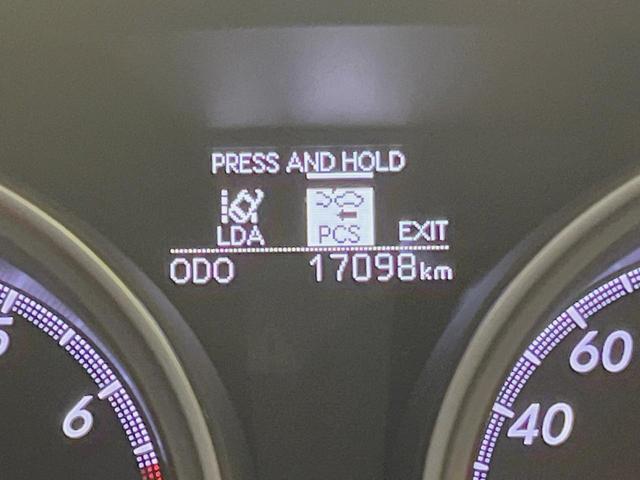 PRESS AND HOLD
LDA PCS EXIT
ODO 17098km
6
60
40